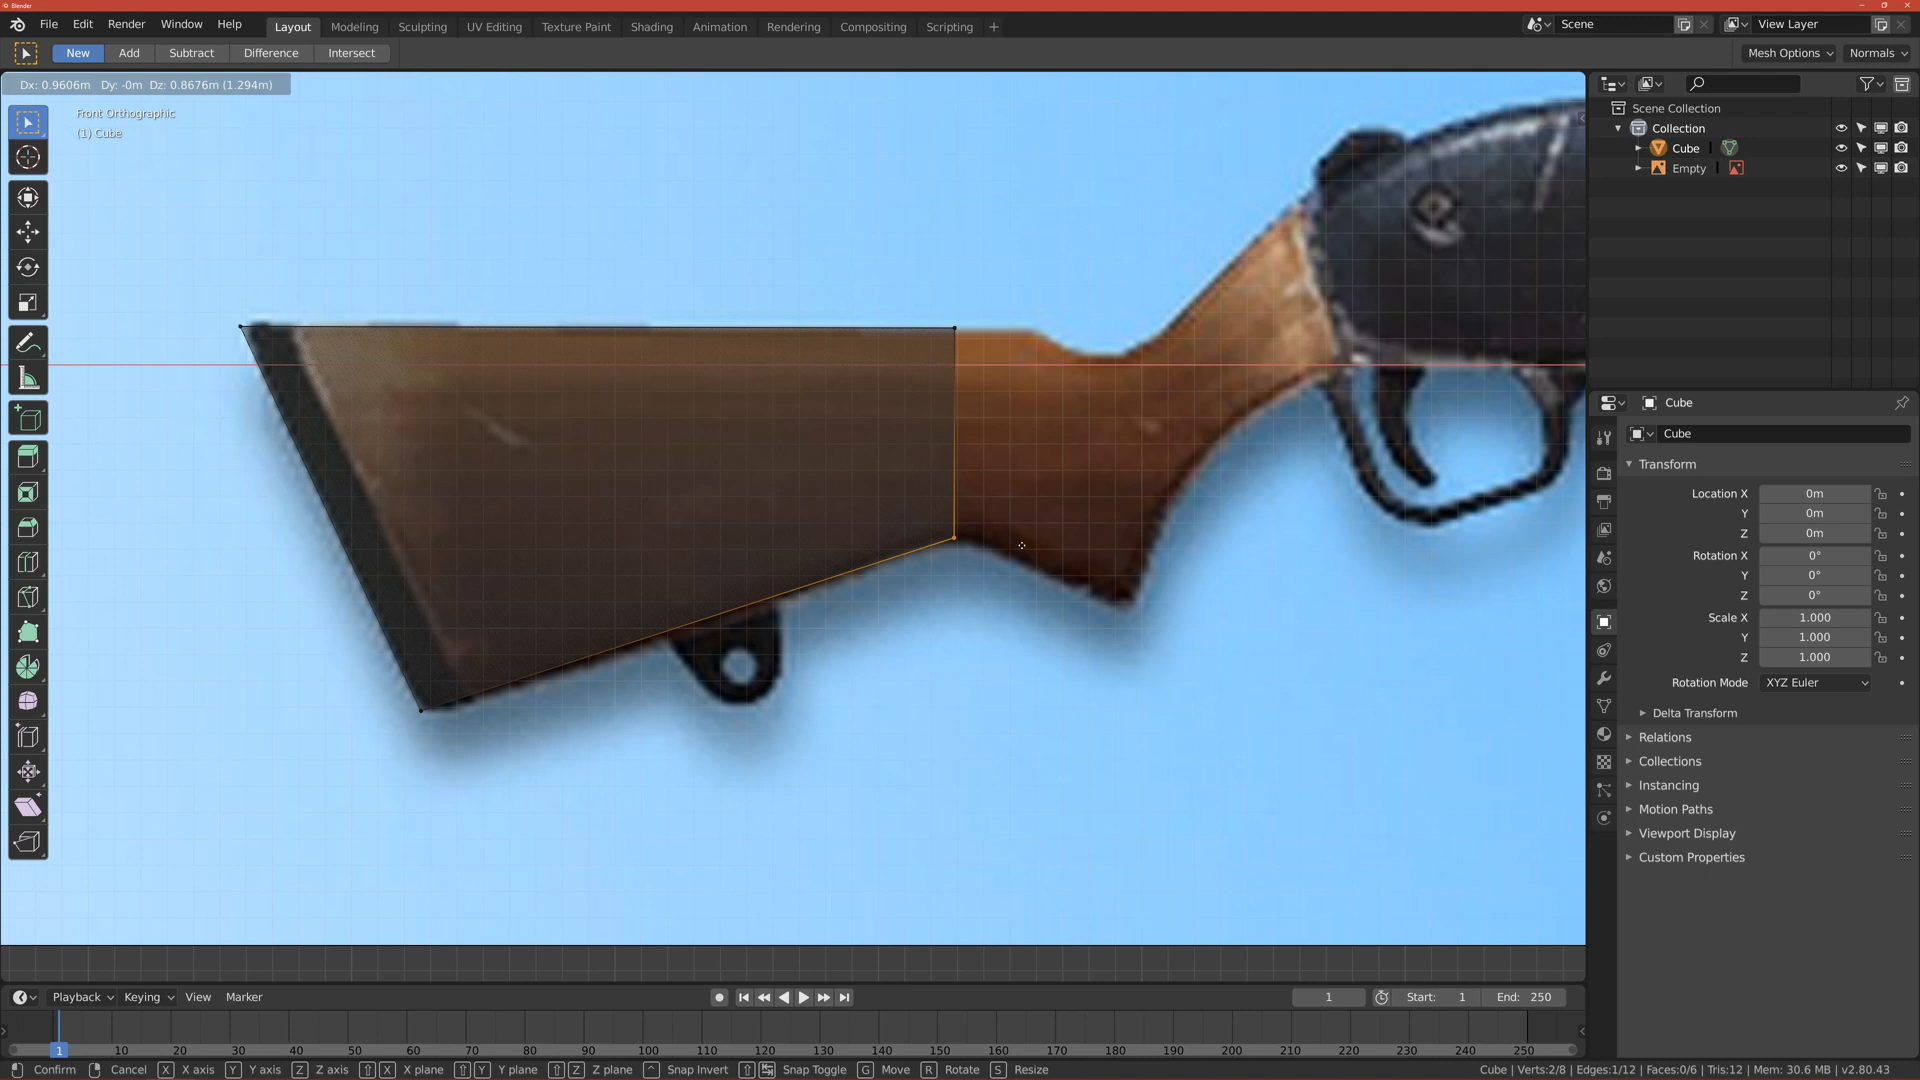 Blender
File Edit Render Window Help Layout Modeling Sculpting UV Editing Texture Paint Shading Animation Rendering Compositing Scripting + Scene View Layer
New Add Subtract Difference Intersect Mesh Options Normals
Dx: 0.9606m Dy: -0m Dz: 0.8676m (1.294m)
Front Orthographic
(1) Cube
Scene Collection
Collection
Cube
Empty
Cube
Cube
Transform
Location X 0m
Y 0m
Z 0m
Rotation X 0°
Y 0°
Z 0°
Scale X 1.000
Y 1.000
Z 1.000
Rotation Mode XYZ Euler
Delta Transform
Relations
Collections
Instancing
Motion Paths
Viewport Display
Custom Properties
Playback Keying View Marker 1 Start: 1 End: 250
1 10 20 30 40 50 60 70 80 90 100 110 120 130 140 150 160 170 180 190 200 210 220 230 240 250
Confirm Cancel X X axis Y Y axis Z Z axis X X plane Y Y plane Z Z plane ^ Snap Invert Snap Toggle G Move R Rotate S Resize Cube | Verts:2/8 | Edges:1/12 | Faces:0/6 | Tris:12 | Mem: 30.6 MB | v2.80.43